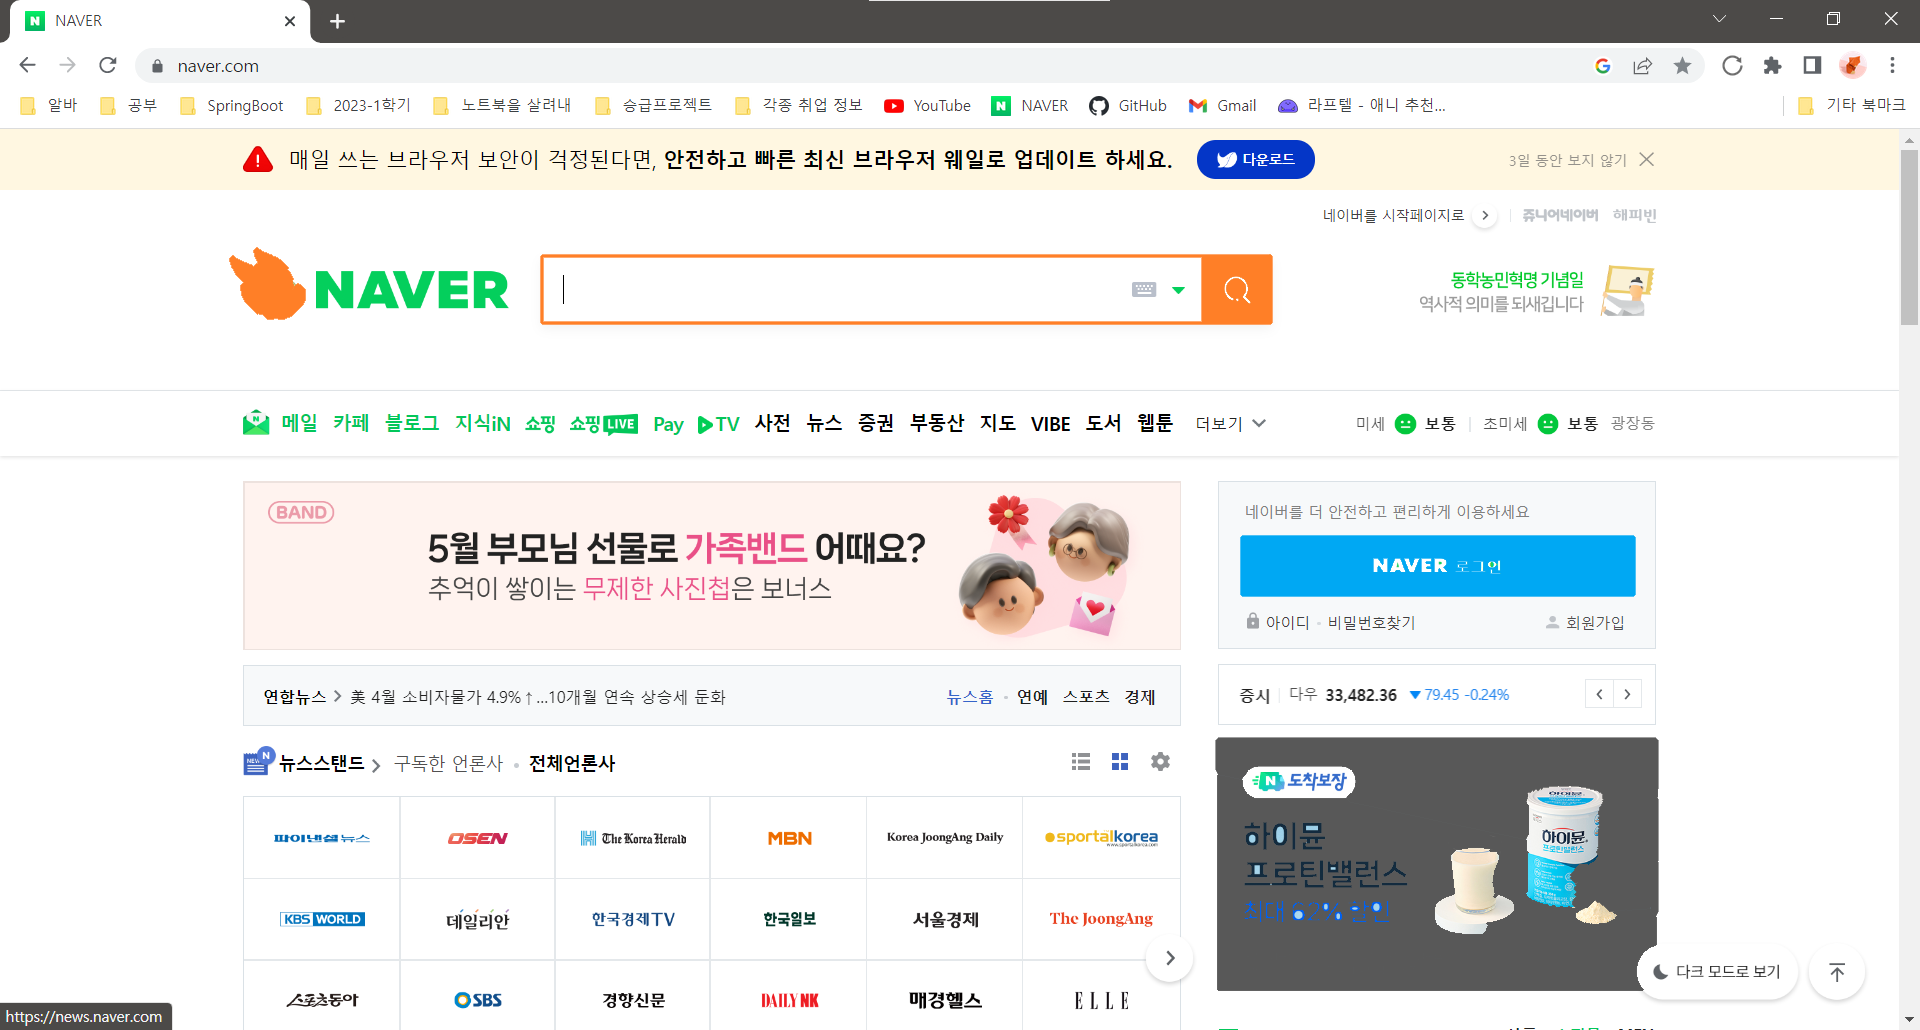 NAVER
naver.com
알바 공부 SpringBoot 2023-1학기 노트북을 살려내 승급프로젝트 각종 취업 정보 YouTube NAVER GitHub Gmail 라프텔 - 애니 추천... 기타 북마크
매일 쓰는 브라우저 보안이 걱정된다면, 안전하고 빠른 최신 브라우저 웨일로 업데이트 하세요. 다운로드 3일 동안 보지 않기
네이버를 시작페이지로 쥬니어네이버 해피빈
NAVER
동학농민혁명 기념일
역사적 의미를 되새깁니다
메일 카페 블로그 지식iN 쇼핑 쇼핑LIVE Pay TV 사전 뉴스 증권 부동산 지도 VIBE 도서 웹툰 더보기 미세 보통 초미세 보통 광장동
BAND
5월 부모님 선물로 가족밴드 어때요?
추억이 쌓이는 무제한 사진첩은 보너스
네이버를 더 안전하고 편리하게 이용하세요
NAVER 로그인
아이디 비밀번호찾기 회원가입
연합뉴스 美 4월 소비자물가 4.9%↑…10개월 연속 상승세 둔화 뉴스홈 연예 스포츠 경제
증시 다우 33,482.36 ▼79.45 -0.24%
뉴스스탠드 구독한 언론사 전체언론사
도착보장
하이뮨
프로틴밸런스
하이뮨
프로틴밸런스
파이낸셜뉴스 OSEN The Korea Herald MBN Korea JoongAng Daily sportalkorea
www.sportalkorea.com
KBS WORLD 데일리안 한국경제TV 한국일보 서울경제 The JoongAng
스포츠동아 SBS 경향신문 DAILY NK 매경헬스 ELLE
다크 모드로 보기
https://news.naver.com